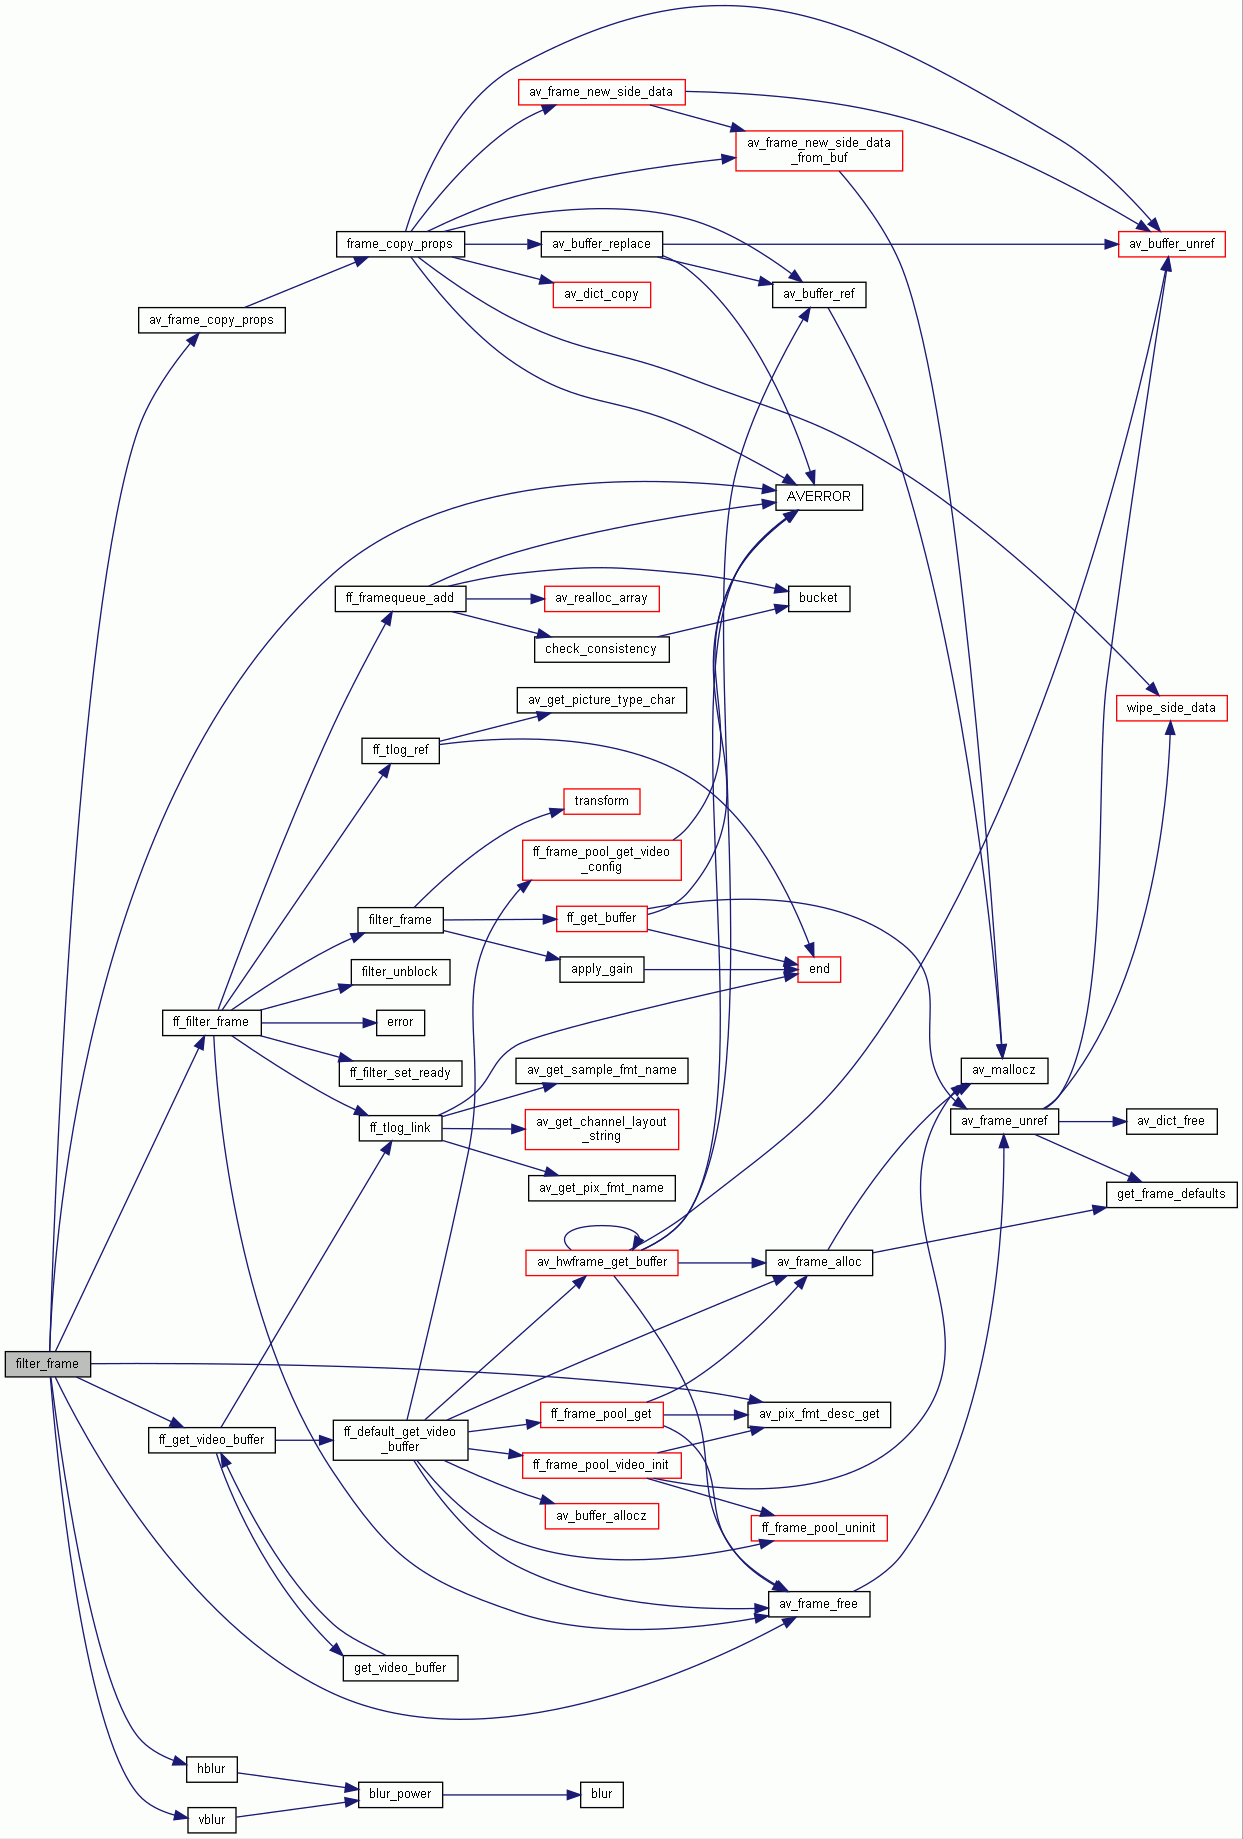 av_frame_new_side_data
av_frame_new_side_data
_from_buf
frame_copy_props
av_buffer_replace
av_buffer_unref
av_dict_copy
av_buffer_ref
av_frame_copy_props
AVERROR
ff_framequeue_add
av_realloc_array
bucket
check_consistency
av_get_picture_type_char
wipe_side_data
ff_tlog_ref
transform
ff_frame_pool_get_video
_config
filter_frame
ff_get_buffer
filter_unblock
apply_gain
end
ff_filter_frame
error
ff_filter_set_ready
av_get_sample_fmt_name
av_mallocz
ff_tlog_link
av_get_channel_layout
_string
av_frame_unref
av_dict_free
av_get_pix_fmt_name
get_frame_defaults
av_hwframe_get_buffer
av_frame_alloc
filter_frame
ff_get_video_buffer
ff_default_get_video
_buffer
ff_frame_pool_get
av_pix_fmt_desc_get
ff_frame_pool_video_init
av_buffer_allocz
ff_frame_pool_uninit
av_frame_free
get_video_buffer
hblur
blur_power
blur
vblur